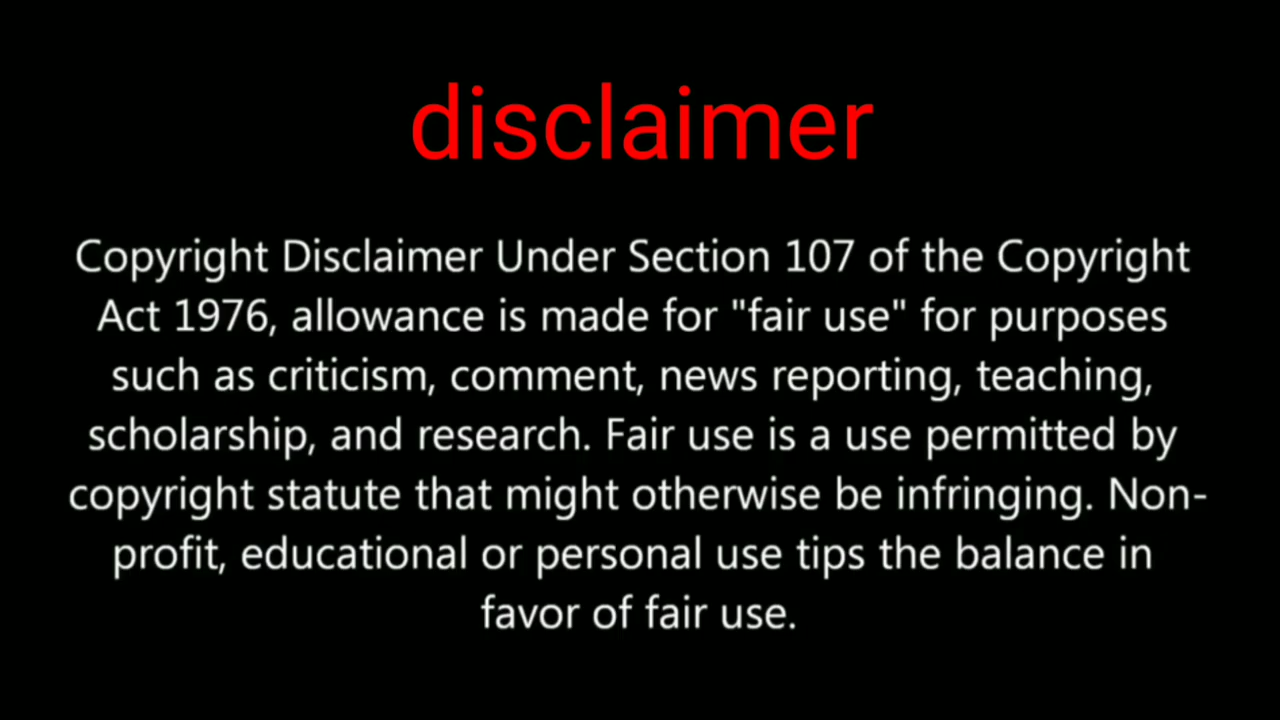 disclaimer
Copyright Disclaimer Under Section 107 of the Copyright
Act 1976, allowance is made for "fair use" for purposes
such as criticism, comment, news reporting, teaching,
scholarship, and research. Fair use is a use permitted by
copyright statute that might otherwise be infringing. Non-
profit, educational or personal use tips the balance in
favor of fair use.